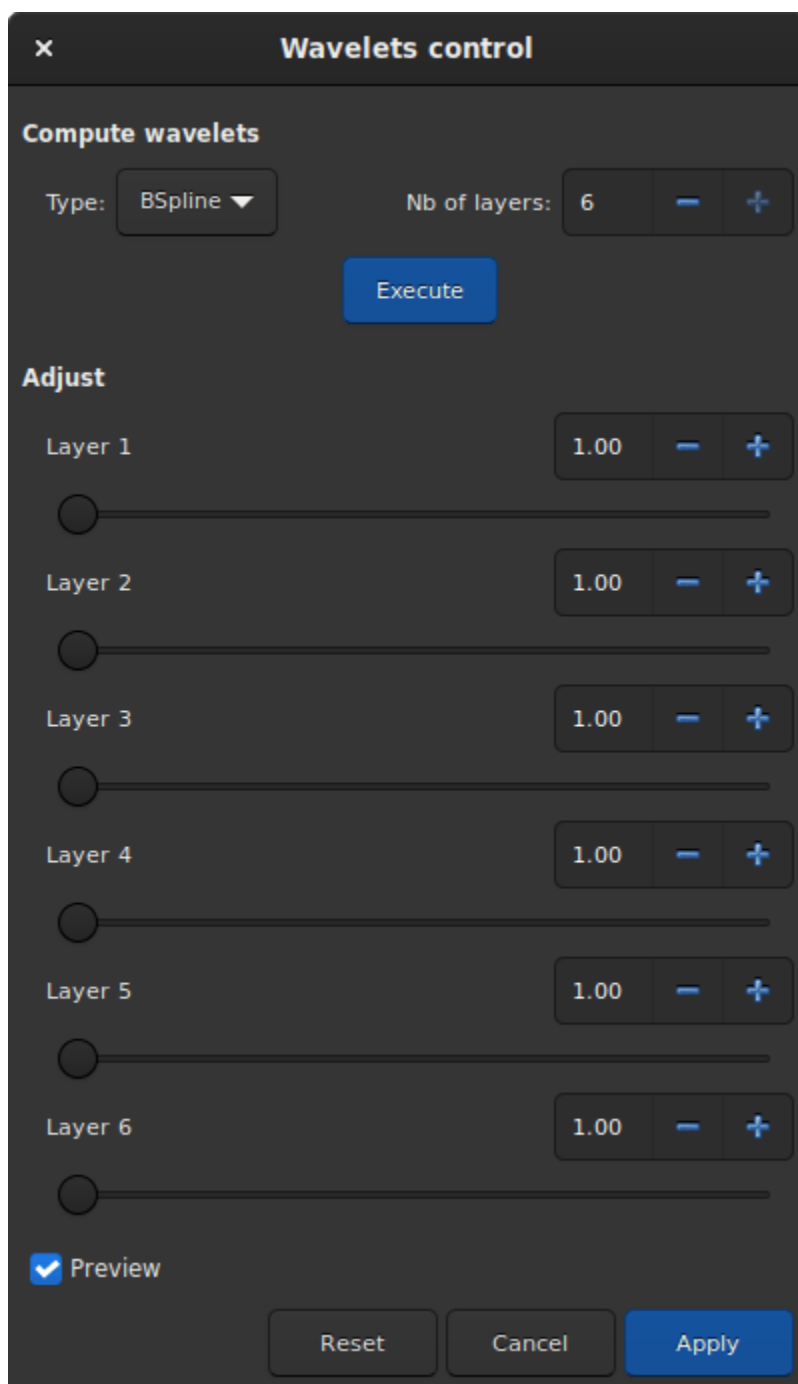 Wavelets control
Compute wavelets
Type: BSpline Nb of layers: 6
Execute
Adjust
Layer 1 1.00
Layer 2 1.00
Layer 3 1.00
Layer 4 1.00
Layer 5 1.00
Layer 6 1.00
Preview
Reset Cancel Apply